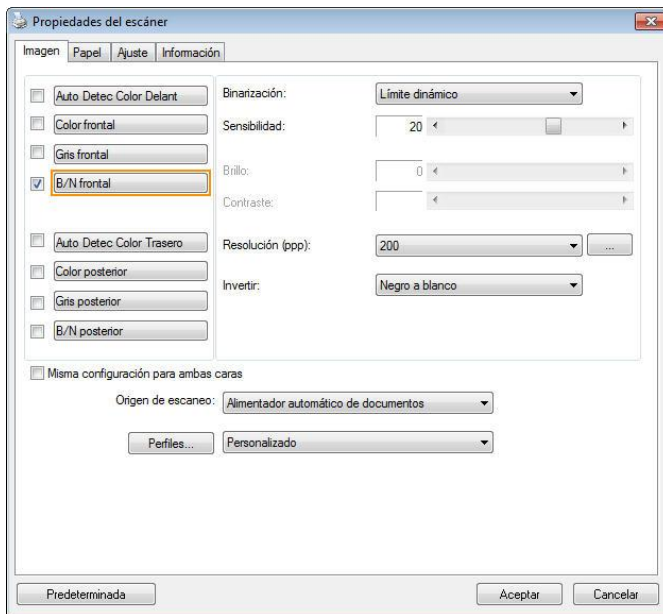 Propiedades del escáner
Imagen Papel Ajuste Información
Auto Detec Color Delant
Color frontal
Gris frontal
B/N frontal
Auto Detec Color Trasero
Color posterior
Gris posterior
B/N posterior
Binarización: Límite dinámico
Sensibilidad: 20
Brillo: 0
Contraste:
Resolución (ppp): 200 ...
Invertir: Negro a blanco
Misma configuración para ambas caras
Origen de escaneo: Alimentador automático de documentos
Perfiles... Personalizado
Predeterminada Aceptar Cancelar